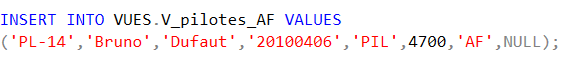 INSERT INTO VUES.V_pilotes_AF VALUES
('PL-14','Bruno','Dufaut','20100406','PIL',4700,'AF',NULL);